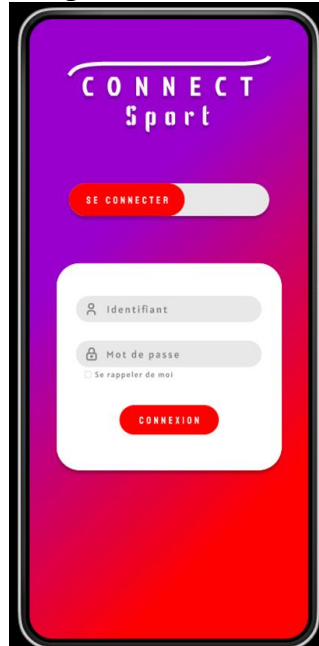 CONNECT
Sport
SE CONNECTER
Identifiant
Mot de passe
Se rappeler de moi
CONNEXION